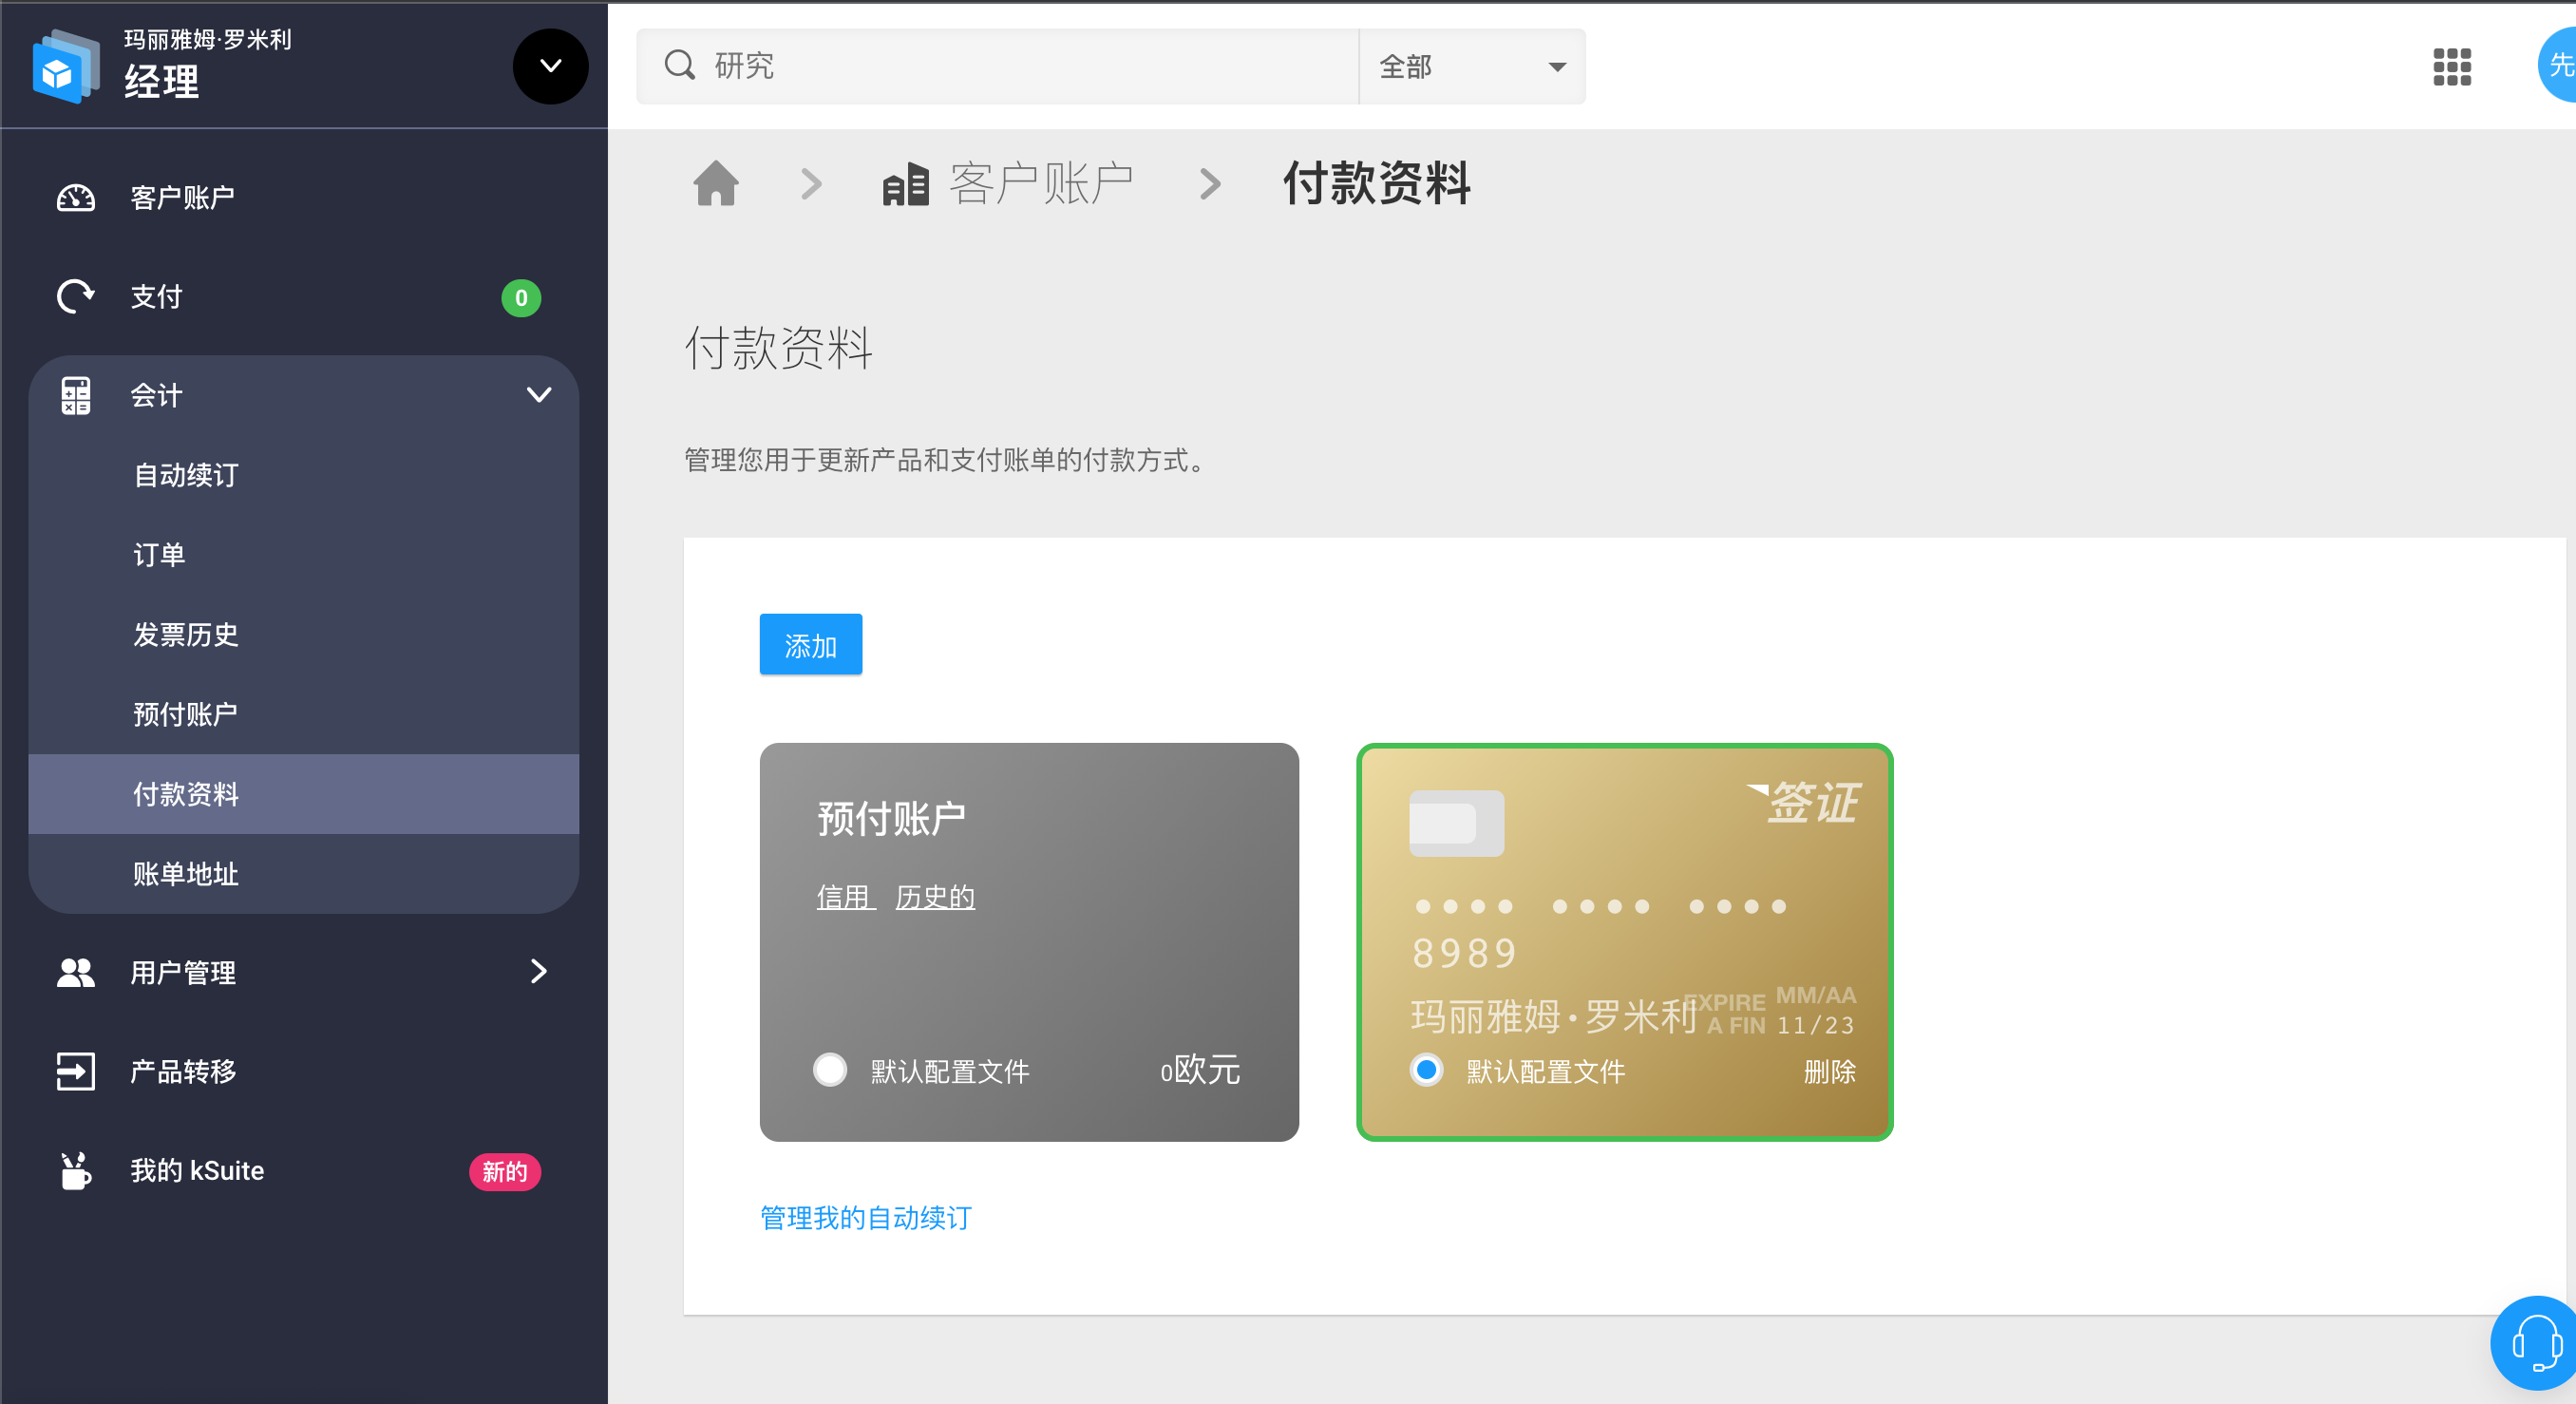 玛丽雅姆·罗米利
经理
研究
全部
先
客户账户
支付
0
会计
自动续订
订单
发票历史
预付账户
付款资料
账单地址
用户管理
产品转移
我的 kSuite
新的
客户账户
付款资料
付款资料
管理您用于更新产品和支付账单的付款方式。
添加
预付账户
信用 历史的
默认配置文件
0欧元
签证
•••• •••• ••••
8989
玛丽雅姆·罗米利
EXPIRE
A FIN
MM/AA
11/23
默认配置文件
删除
管理我的自动续订